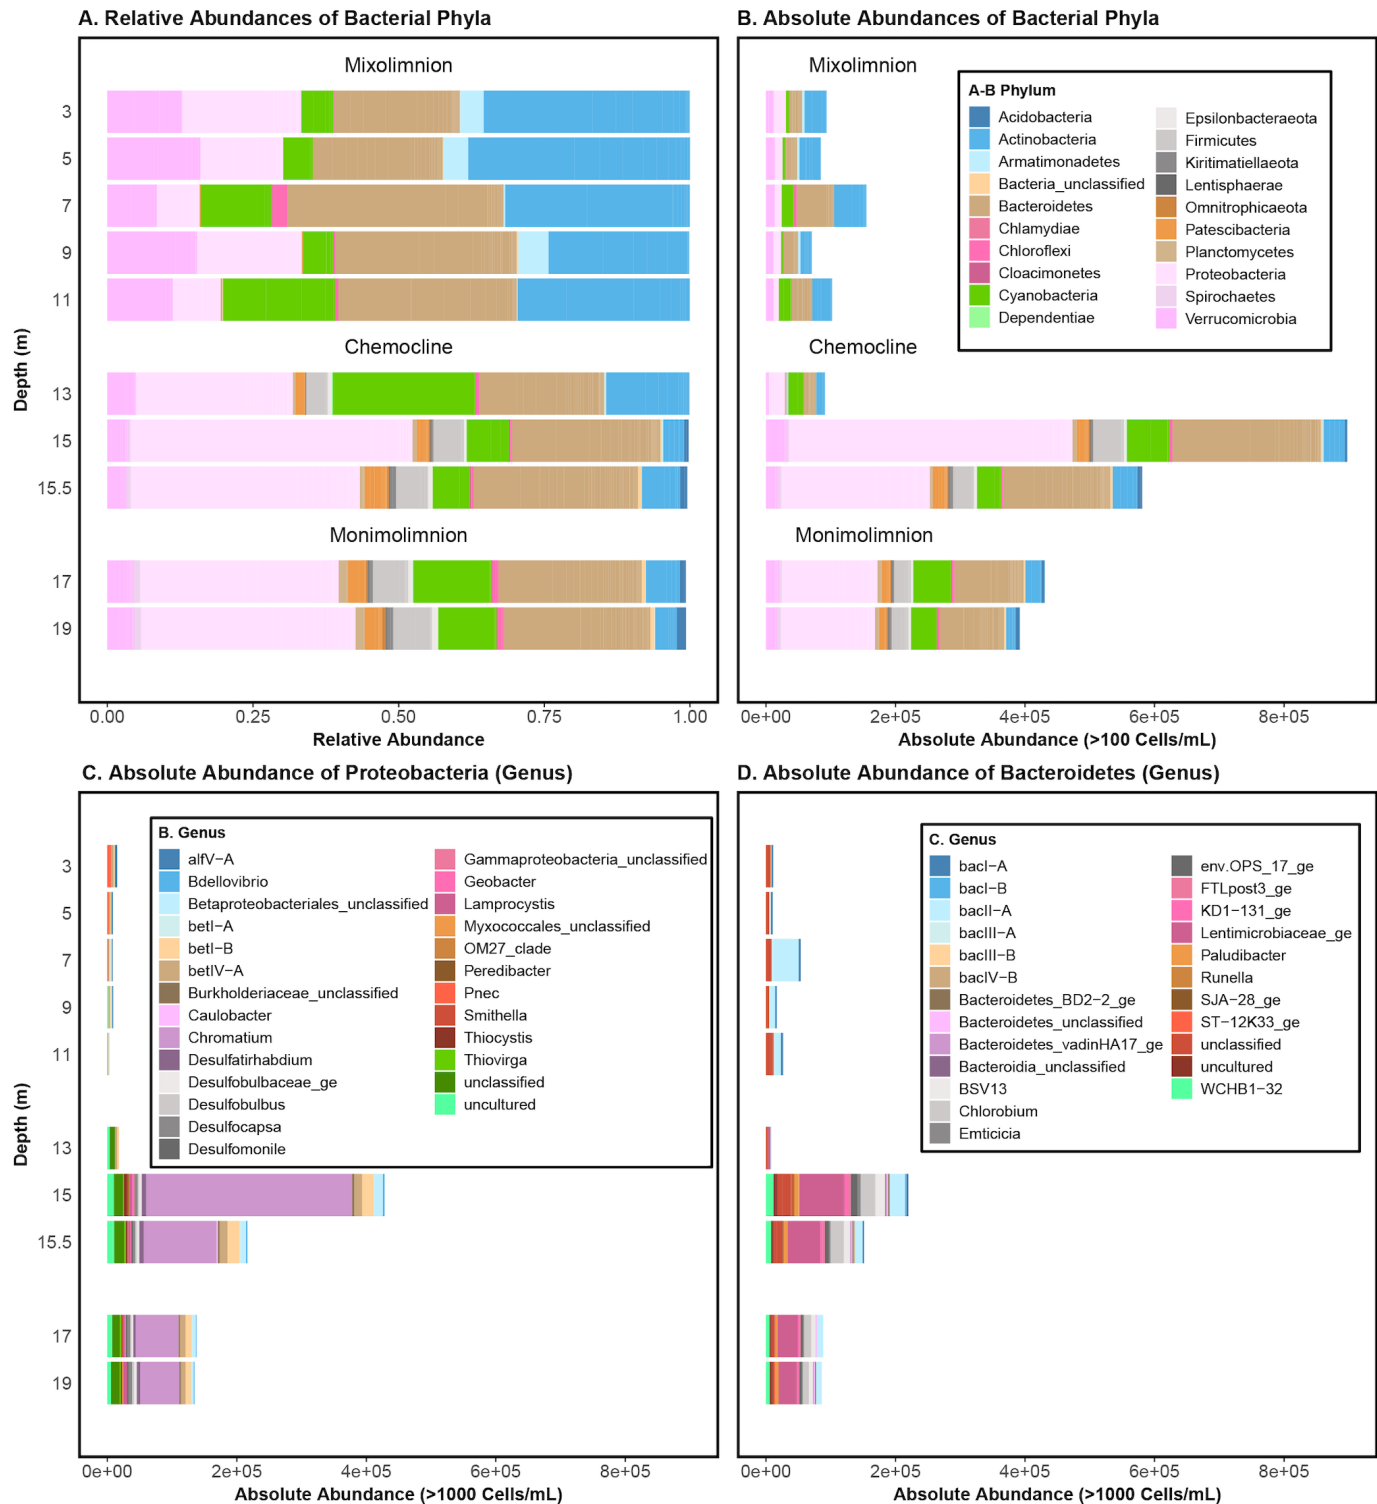 A. Relative Abundances of Bacterial Phyla
Mixolimnion
3
5
7
9
11
Chemocline
13
15
15.5
Monimolimnion
17
19
Depth (m)
0.00 0.25 0.50 0.75 1.00
Relative Abundance
B. Absolute Abundances of Bacterial Phyla
Mixolimnion
A-B Phylum
Acidobacteria
Actinobacteria
Armatimonadetes
Bacteria_unclassified
Bacteroidetes
Chlamydiae
Chloroflexi
Cloacimonetes
Cyanobacteria
Dependentiae
Epsilonbacteraeota
Firmicutes
Kiritimatiellaeota
Lentisphaerae
Omnitrophicaeota
Patescibacteria
Planctomycetes
Proteobacteria
Spirochaetes
Verrucomicrobia
Chemocline
Monimolimnion
0e+00 2e+05 4e+05 6e+05 8e+05
Absolute Abundance (>100 Cells/mL)
C. Absolute Abundance of Proteobacteria (Genus)
B. Genus
alfV−A
Bdellovibrio
Betaproteobacteriales_unclassified
betI−A
betI−B
betIV−A
Burkholderiaceae_unclassified
Caulobacter
Chromatium
Desulfatirhabdium
Desulfobulbaceae_ge
Desulfobulbus
Desulfocapsa
Desulfomonile
Gammaproteobacteria_unclassified
Geobacter
Lamprocystis
Myxococcales_unclassified
OM27_clade
Peredibacter
Pnec
Smithella
Thiocystis
Thiovirga
unclassified
uncultured
3
5
7
9
11
13
15
15.5
17
19
Depth (m)
0e+00 2e+05 4e+05 6e+05 8e+05
Absolute Abundance (>1000 Cells/mL)
D. Absolute Abundance of Bacteroidetes (Genus)
C. Genus
bacI−A
bacI−B
bacII−A
bacIII−A
bacIII−B
bacIV−B
Bacteroidetes_BD2−2_ge
Bacteroidetes_unclassified
Bacteroidetes_vadinHA17_ge
Bacteroidia_unclassified
BSV13
Chlorobium
Emticicia
env.OPS_17_ge
FTLpost3_ge
KD1-131_ge
Lentimicrobiaceae_ge
Paludibacter
Runella
SJA−28_ge
ST−12K33_ge
unclassified
uncultured
WCHB1−32
0e+00 2e+05 4e+05 6e+05 8e+05
Absolute Abundance (>1000 Cells/mL)